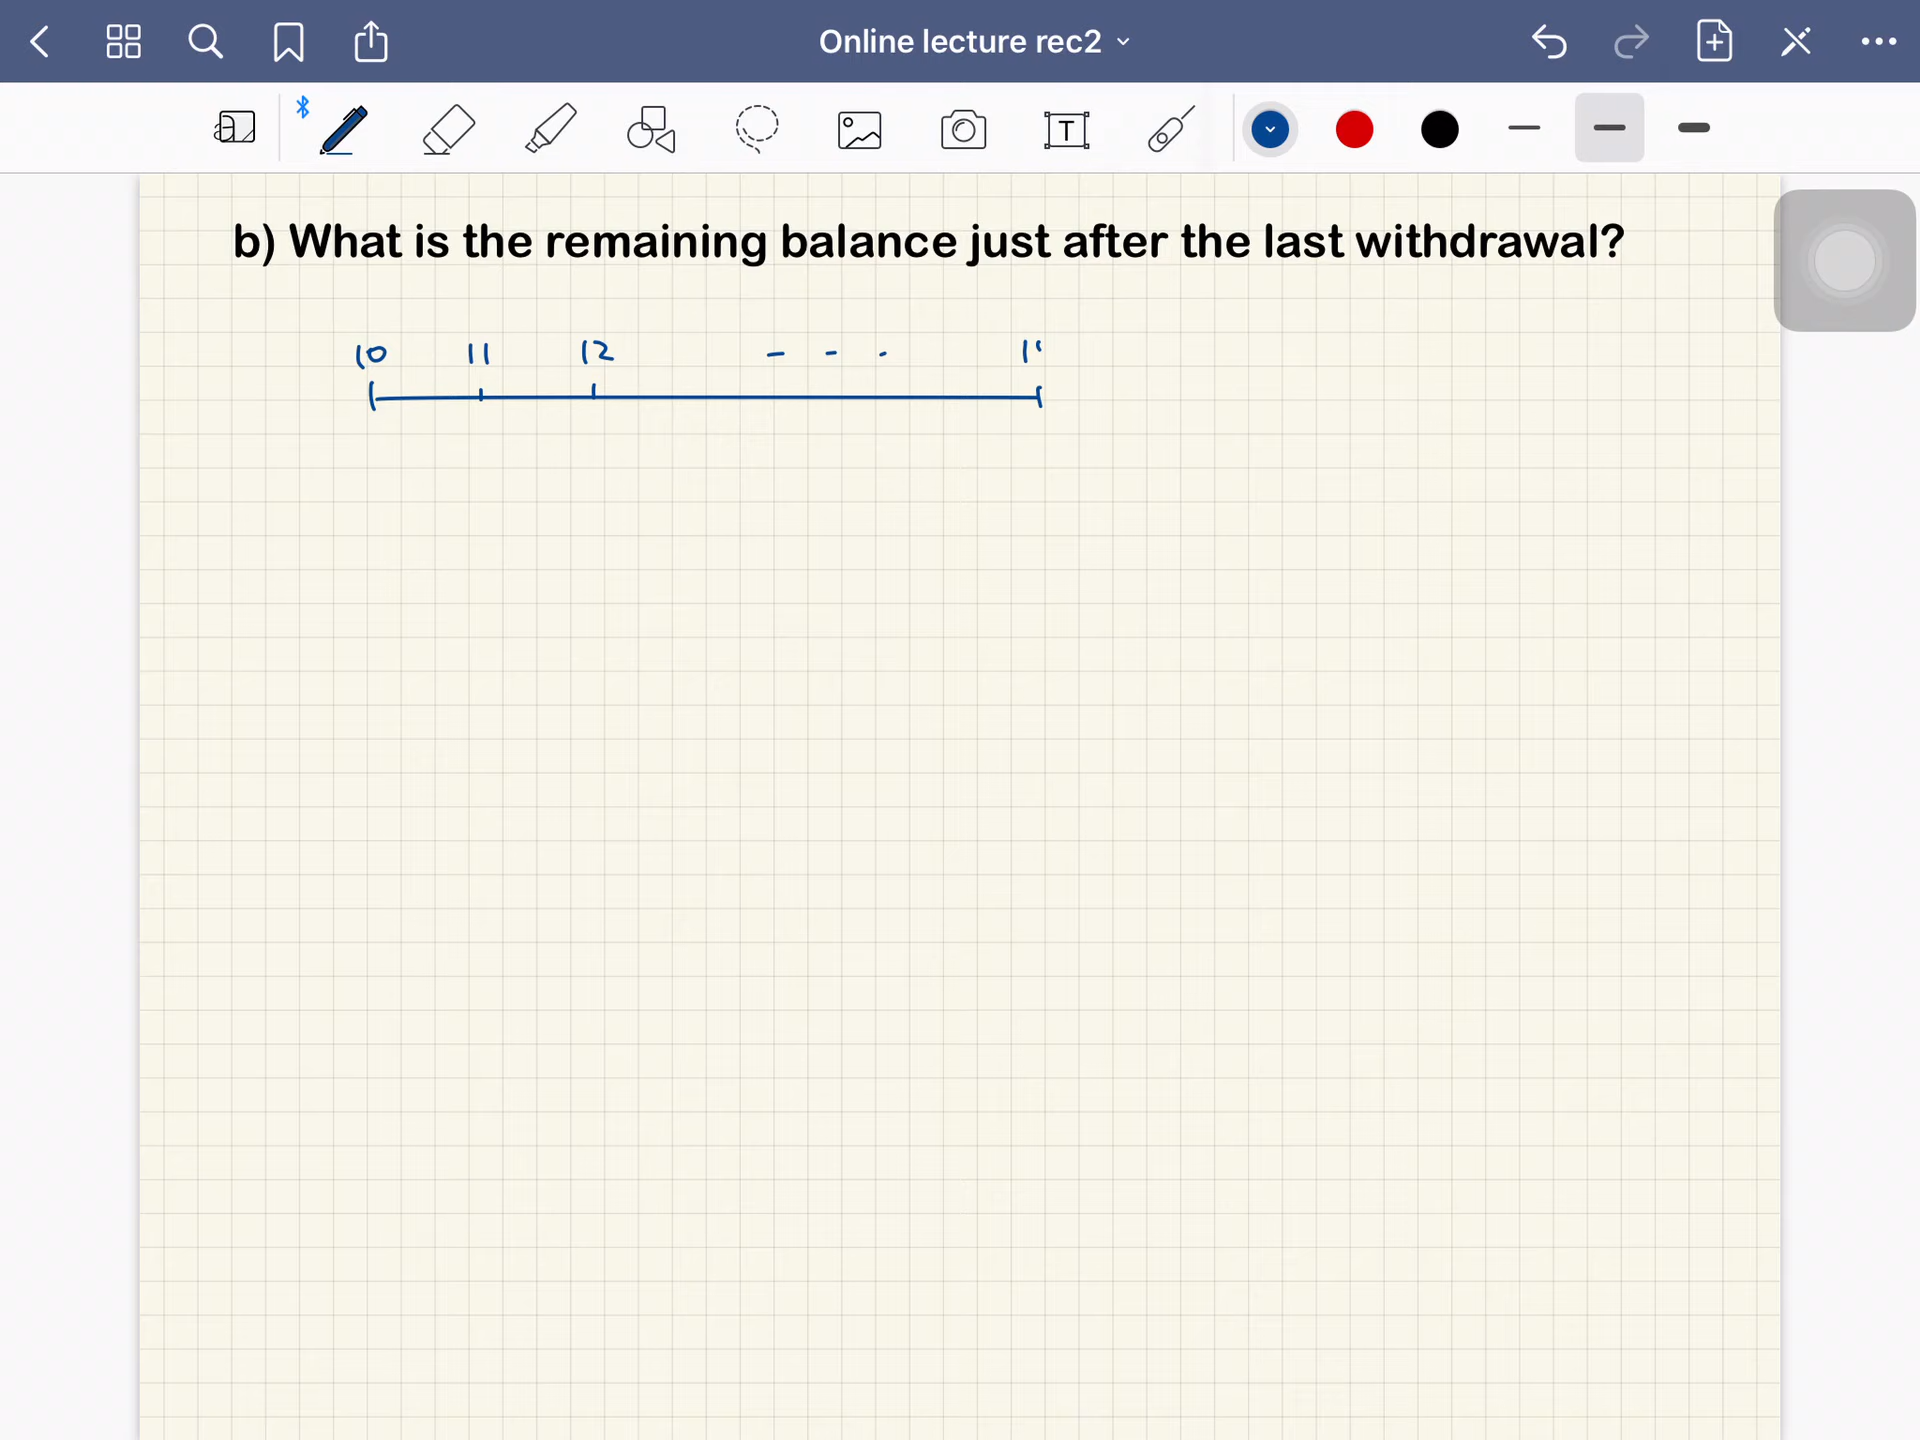 Online lecture rec2
b) What is the remaining balance just after the last withdrawal?
10 11 12 - - .